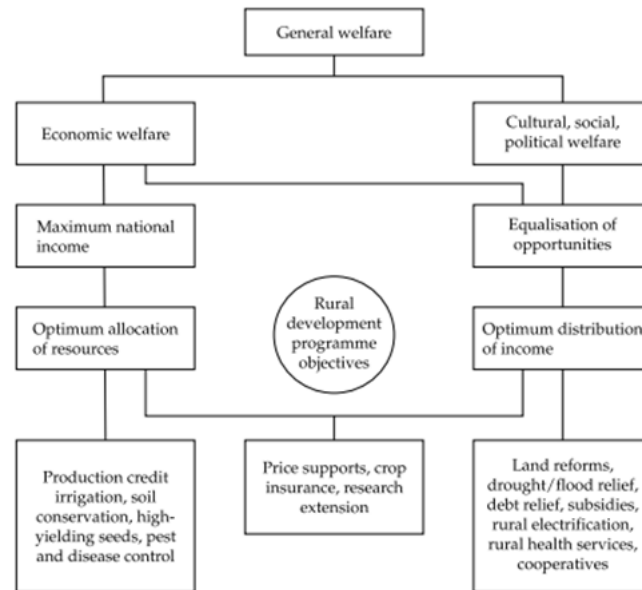 General welfare
Economic welfare
Cultural, social,
political welfare
Maximum national
income
Equalisation of
opportunities
Rural
development
programme
objectives
Optimum allocation
of resources
Optimum distribution
of income
Production credit
irrigation, soil
conservation, high-
yielding seeds, pest
and disease control
Price supports, crop
insurance, research
extension
Land reforms,
drought/flood relief,
debt relief, subsidies,
rural electrification,
rural health services,
cooperatives